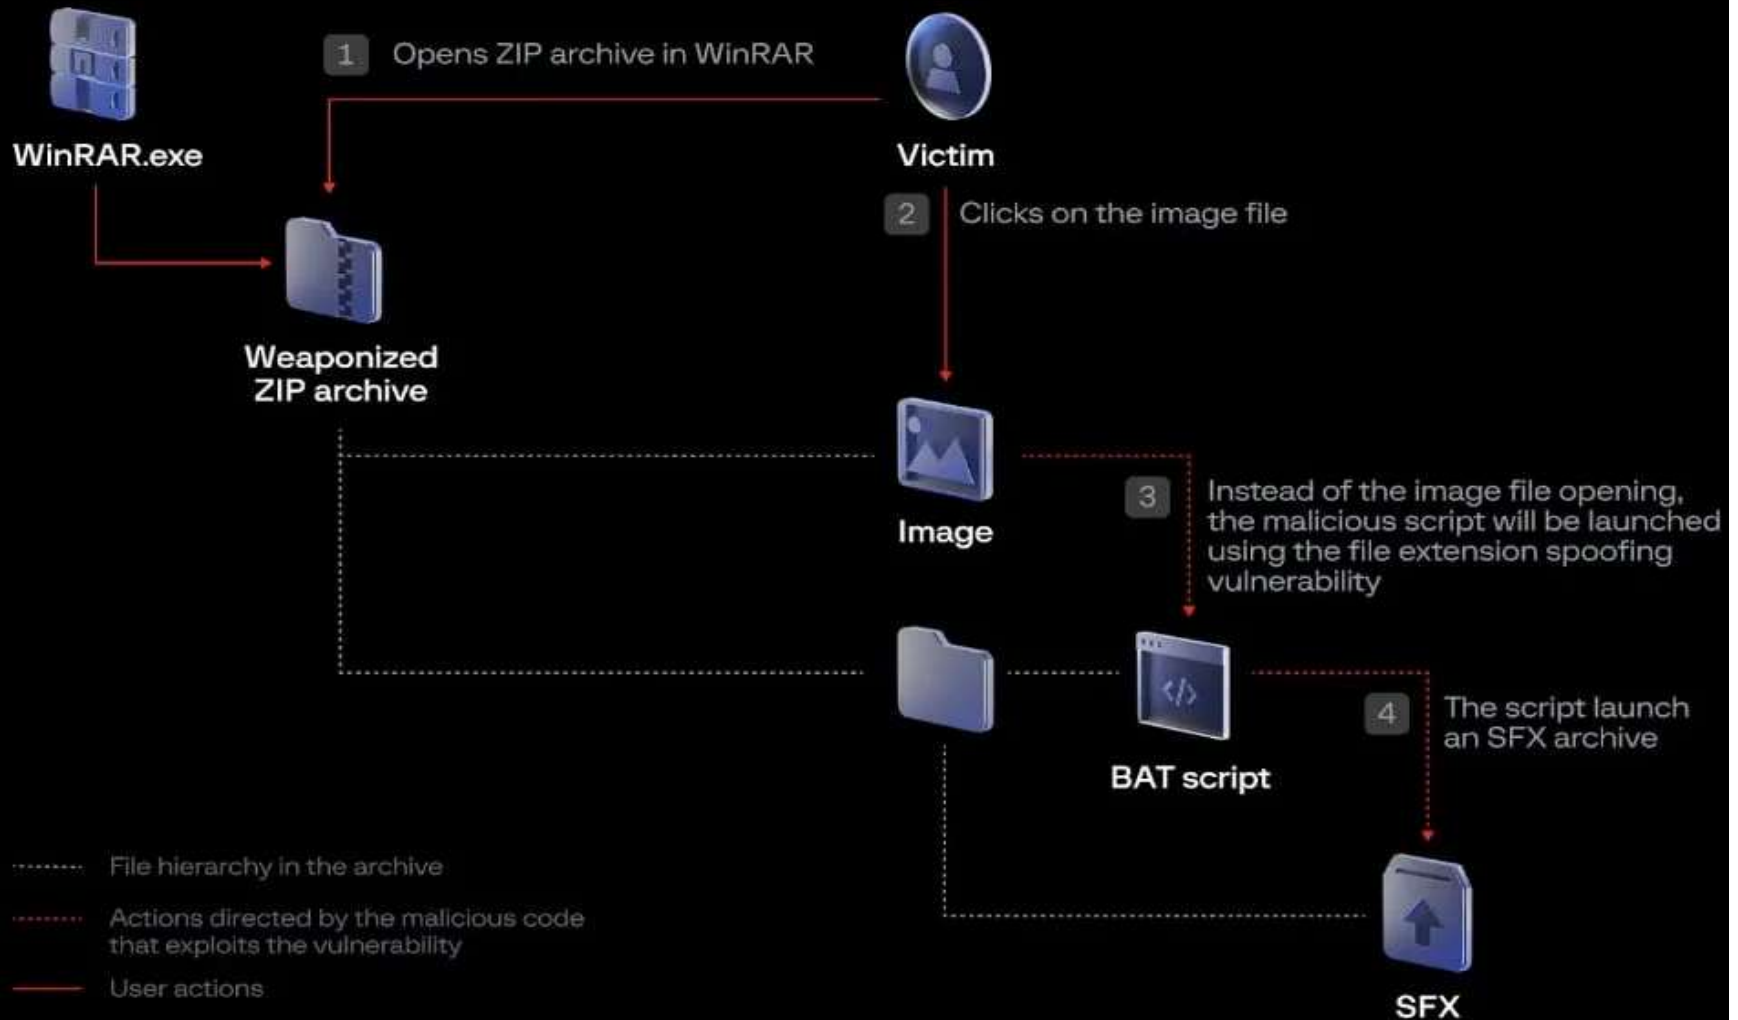 1
Opens ZIP archive in WinRAR
WinRAR.exe
Victim
2
Clicks on the image file
Weaponized
ZIP archive
Image
3
Instead of the image file opening,
the malicious script will be launched
using the file extension spoofing
vulnerability
4
The script launch
an SFX archive
BAT script
File hierarchy in the archive
Actions directed by the malicious code
that exploits the vulnerability
User actions
SFX